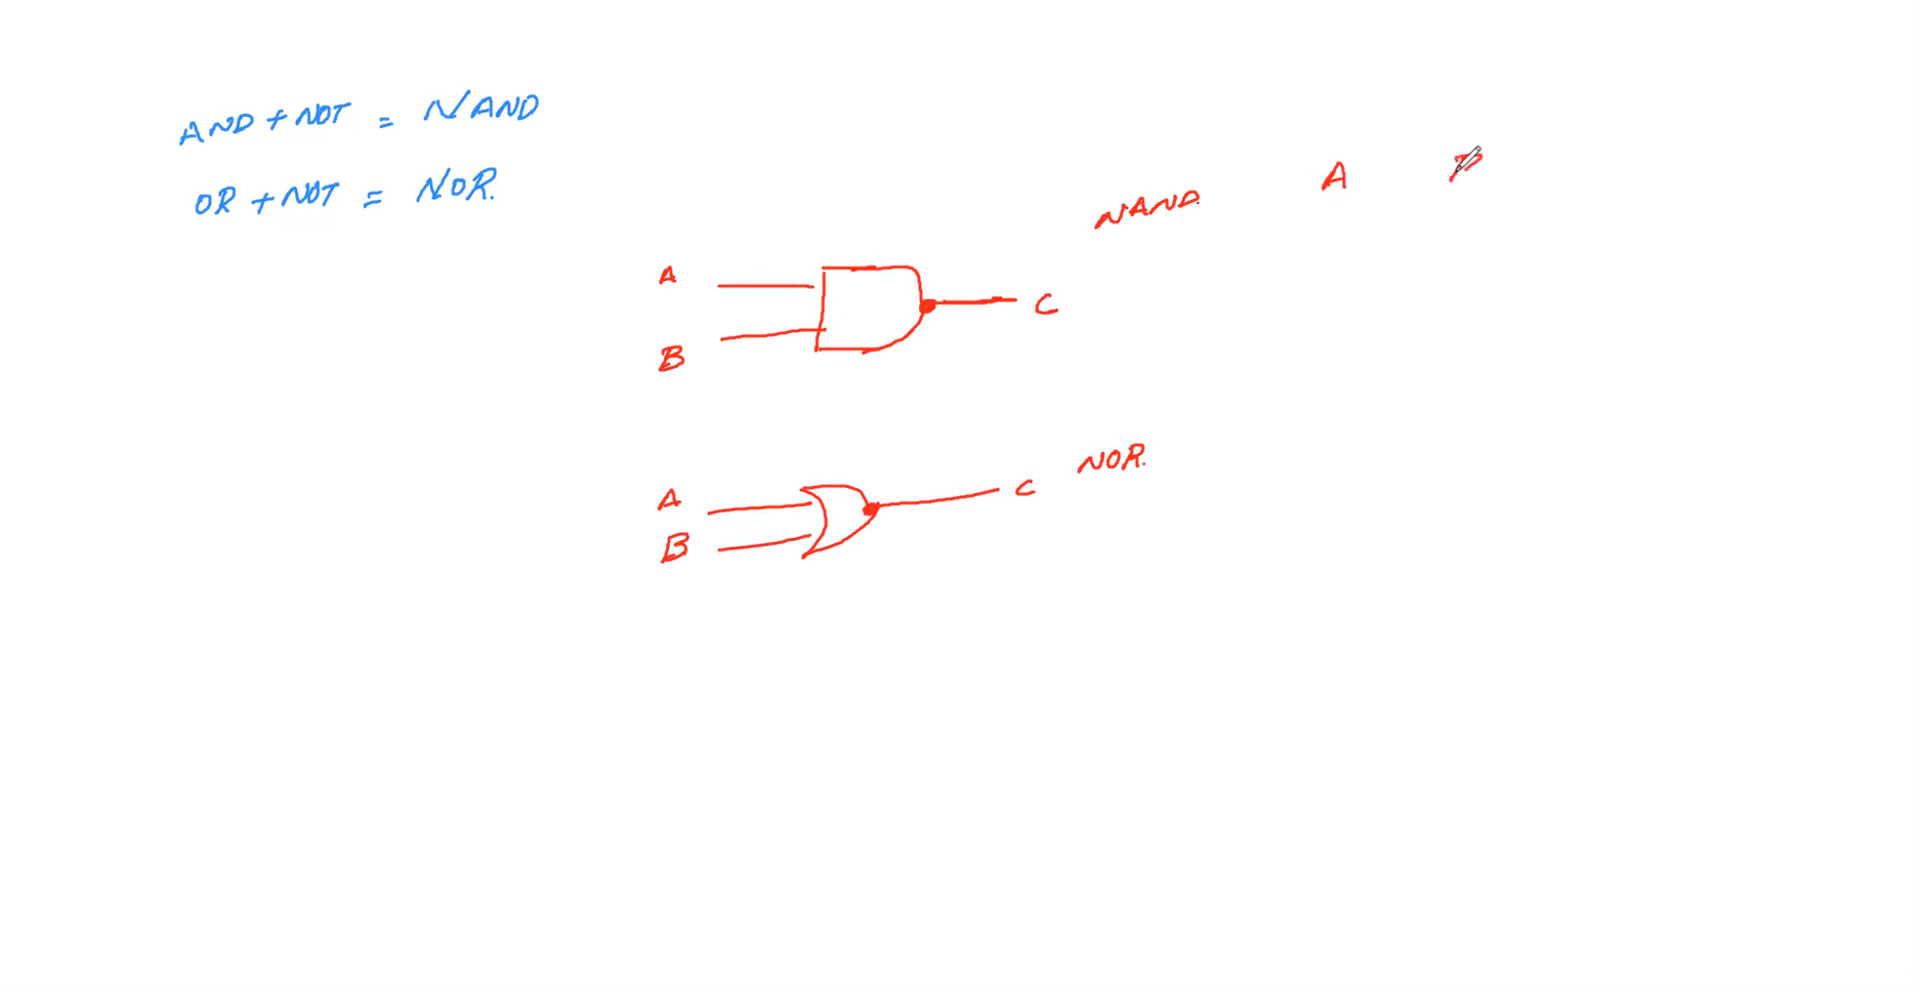 AND + NOT = NAND
OR + NOT = NOR.
NAND. A
A
B
C
NOR.
A
B
C